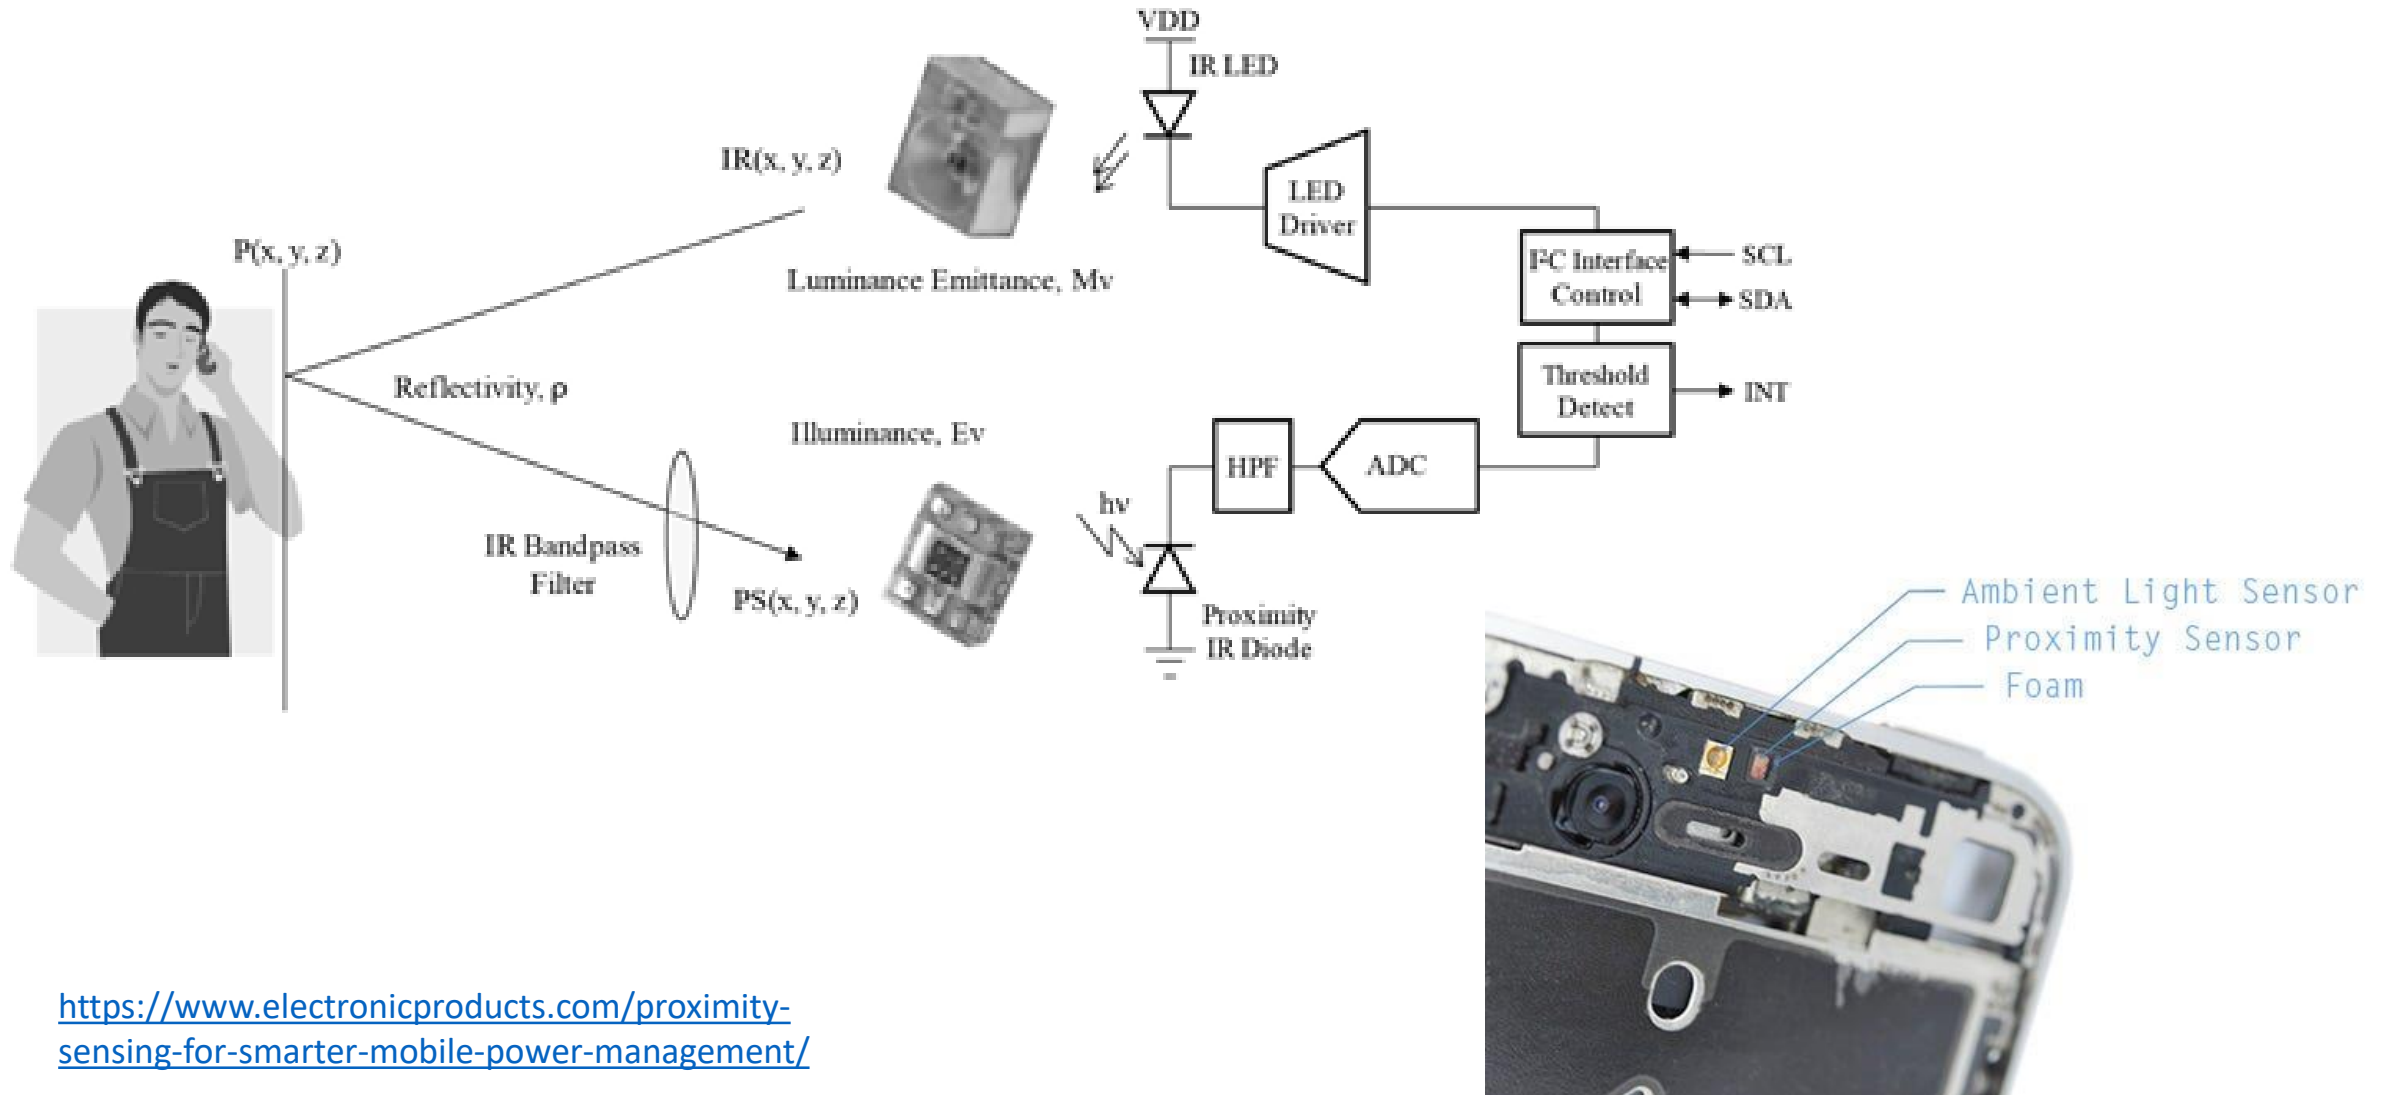 VDD
IR LED
IR(x, y, z)
LED
Driver
P(x, y, z)
Luminance Emittance, Mv
I²C Interface
Control
SCL
SDA
Reflectivity, ρ
Threshold
Detect
INT
Illuminance, Ev
HPF
ADC
hv
IR Bandpass
Filter
PS(x, y, z)
Proximity
IR Diode
Ambient Light Sensor
Proximity Sensor
Foam
https://www.electronicproducts.com/proximity-
sensing-for-smarter-mobile-power-management/